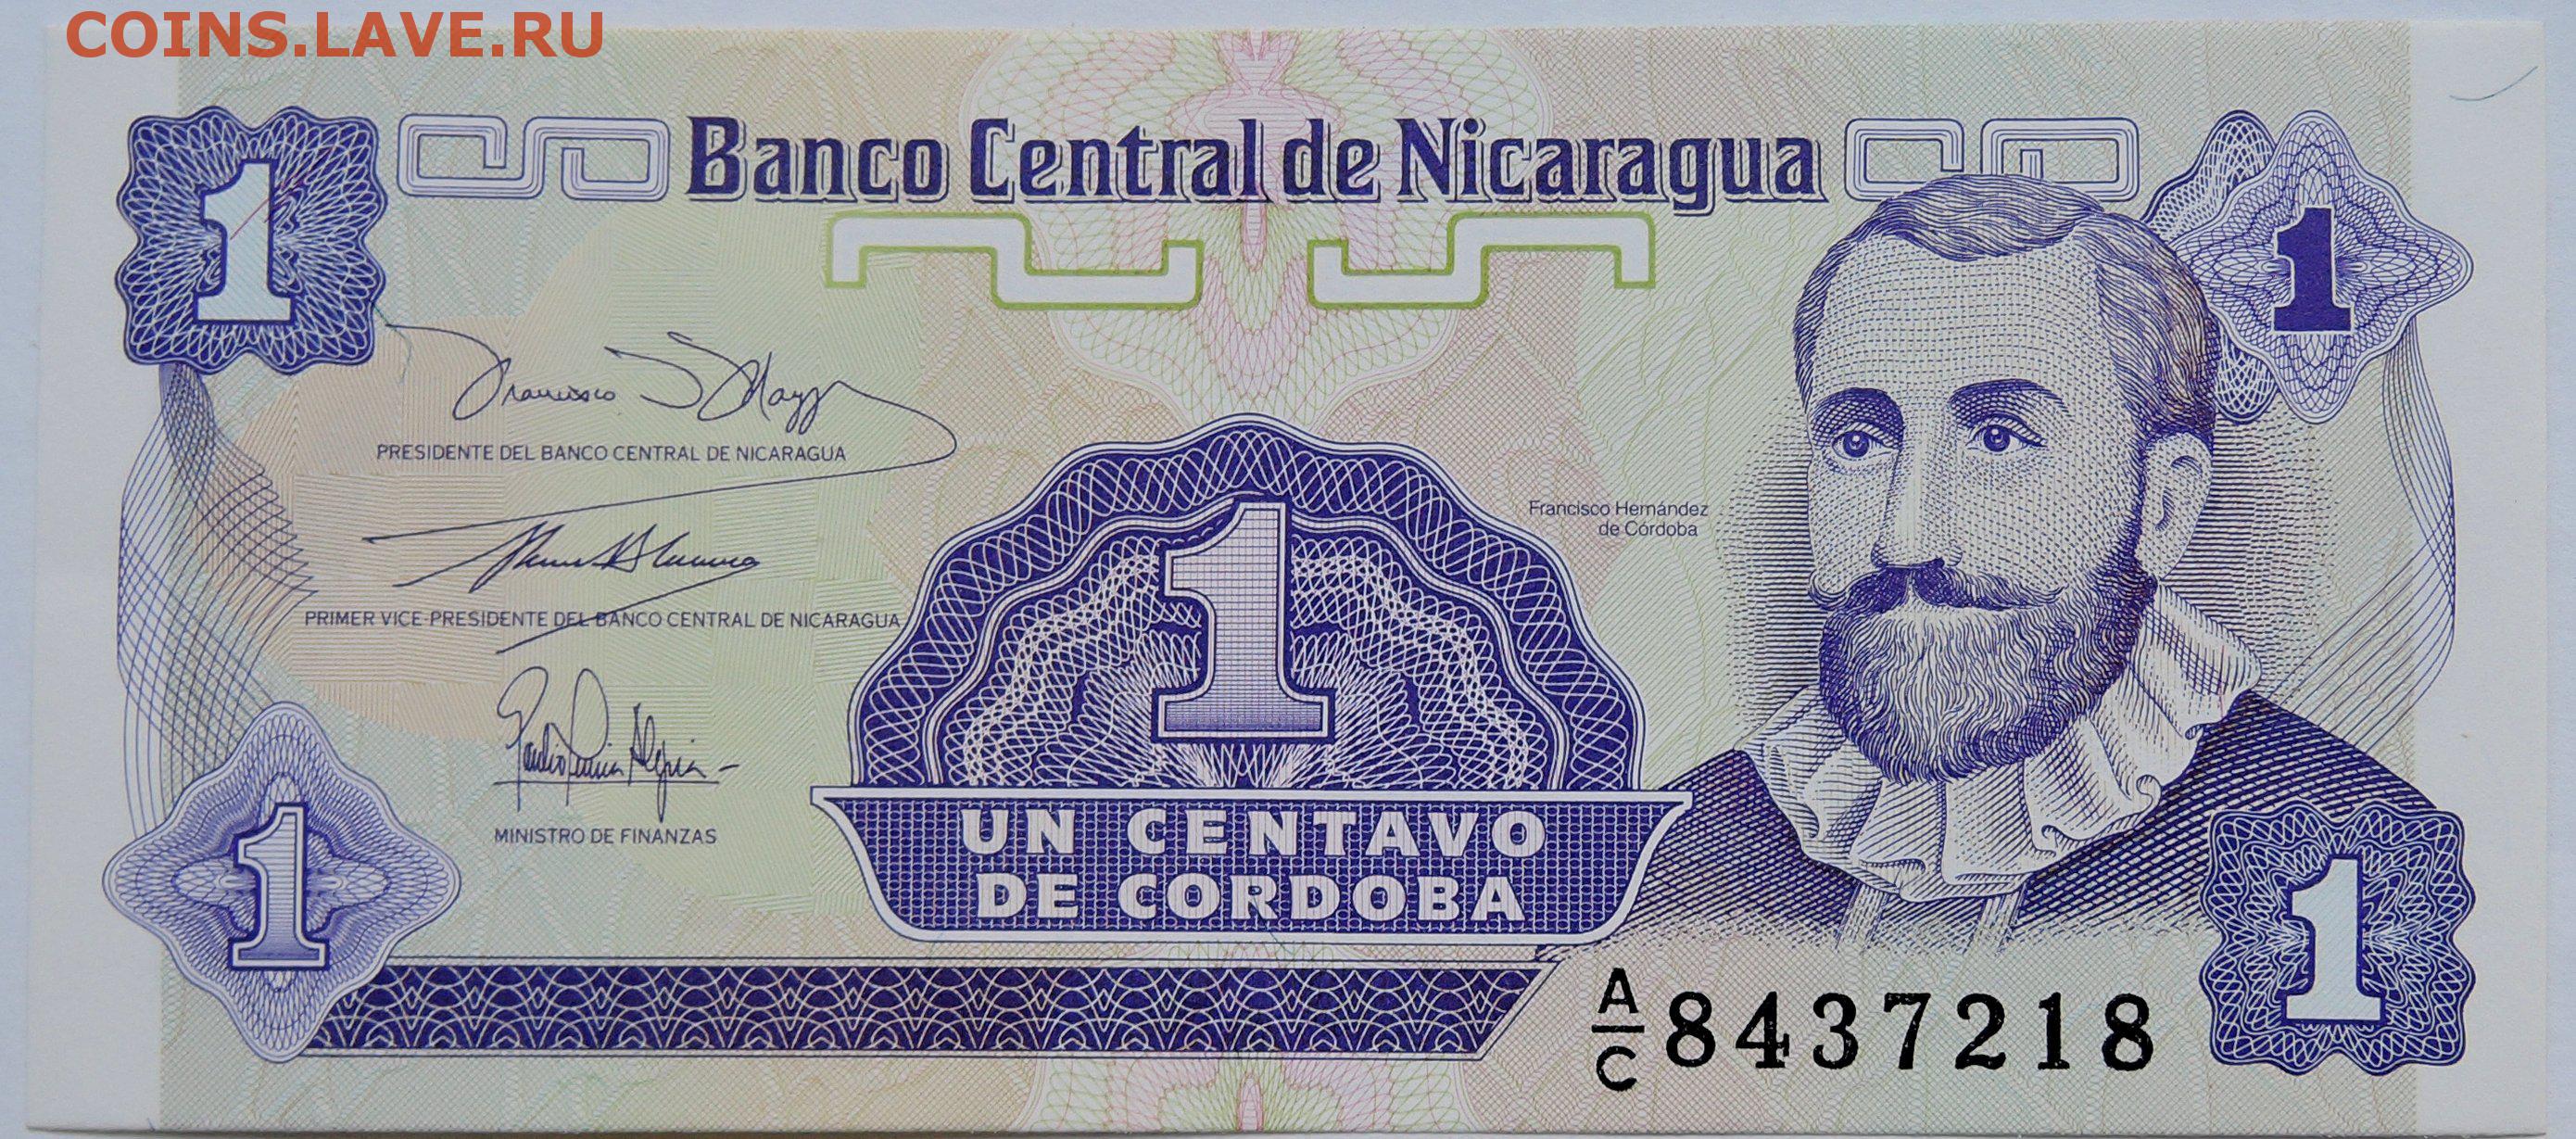 COINS.LAVE.RU
1 Banco Central de Nicaragua 1
Francisco
PRESIDENTE DEL BANCO CENTRAL DE NICARAGUA
Francisco Hernández
de Córdoba
1
PRIMER VICE-PRESIDENTE DEL BANCO CENTRAL DE NICARAGUA
MINISTRO DE FINANZAS
UN CENTAVO
DE CORDOBA
1
1
A/C 8437218